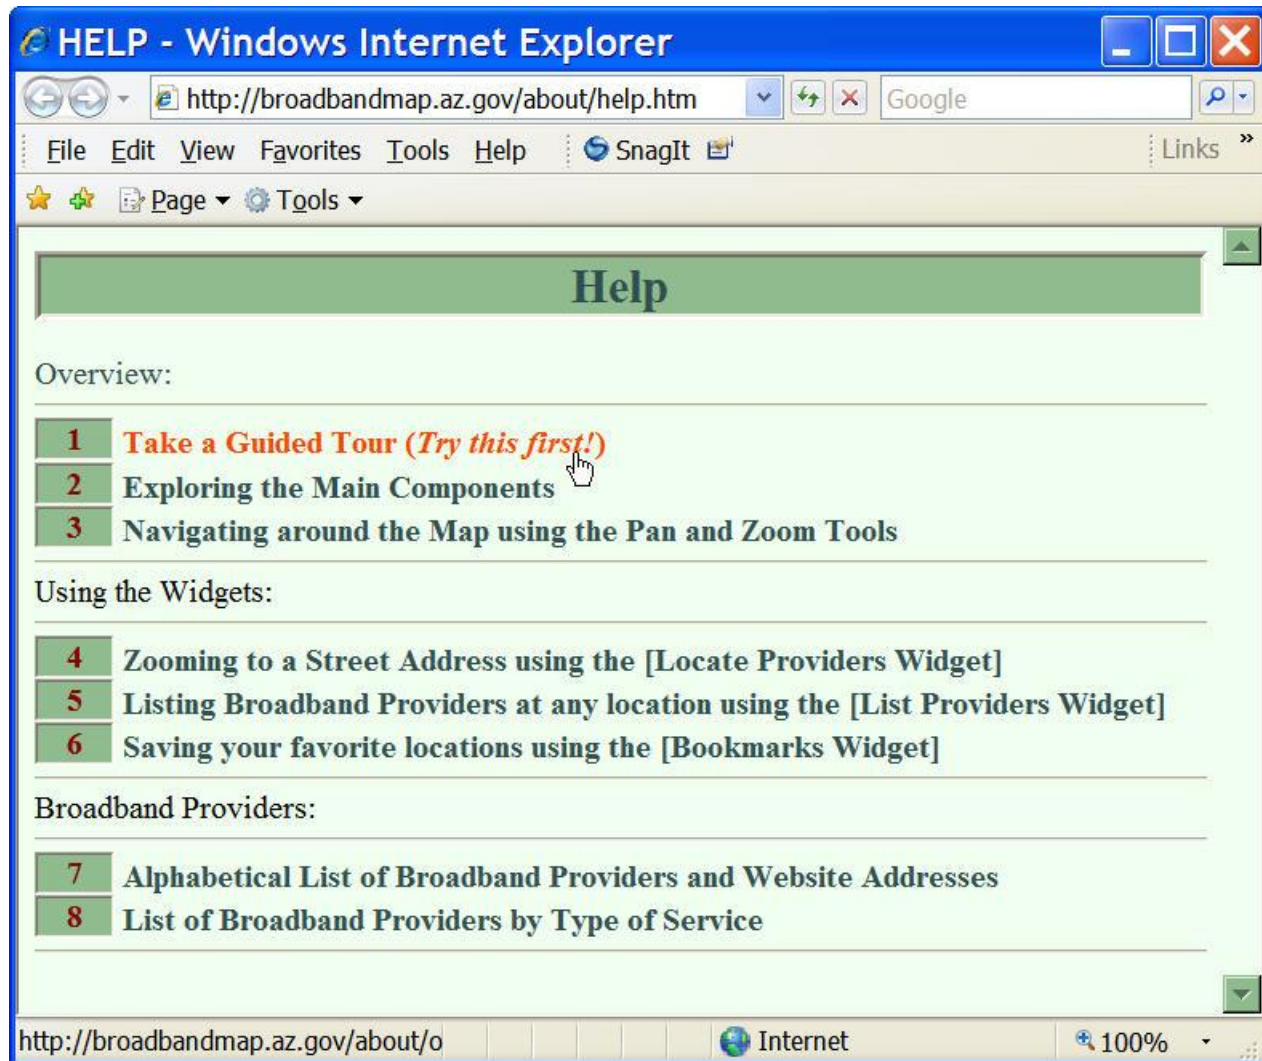 HELP - Windows Internet Explorer
http://broadbandmap.az.gov/about/help.htm Google
File Edit View Favorites Tools Help SnagIt Links »
Page Tools
Help
Overview:
1 Take a Guided Tour (Try this first!)
2 Exploring the Main Components
3 Navigating around the Map using the Pan and Zoom Tools
Using the Widgets:
4 Zooming to a Street Address using the [Locate Providers Widget]
5 Listing Broadband Providers at any location using the [List Providers Widget]
6 Saving your favorite locations using the [Bookmarks Widget]
Broadband Providers:
7 Alphabetical List of Broadband Providers and Website Addresses
8 List of Broadband Providers by Type of Service
http://broadbandmap.az.gov/about/o Internet 100%